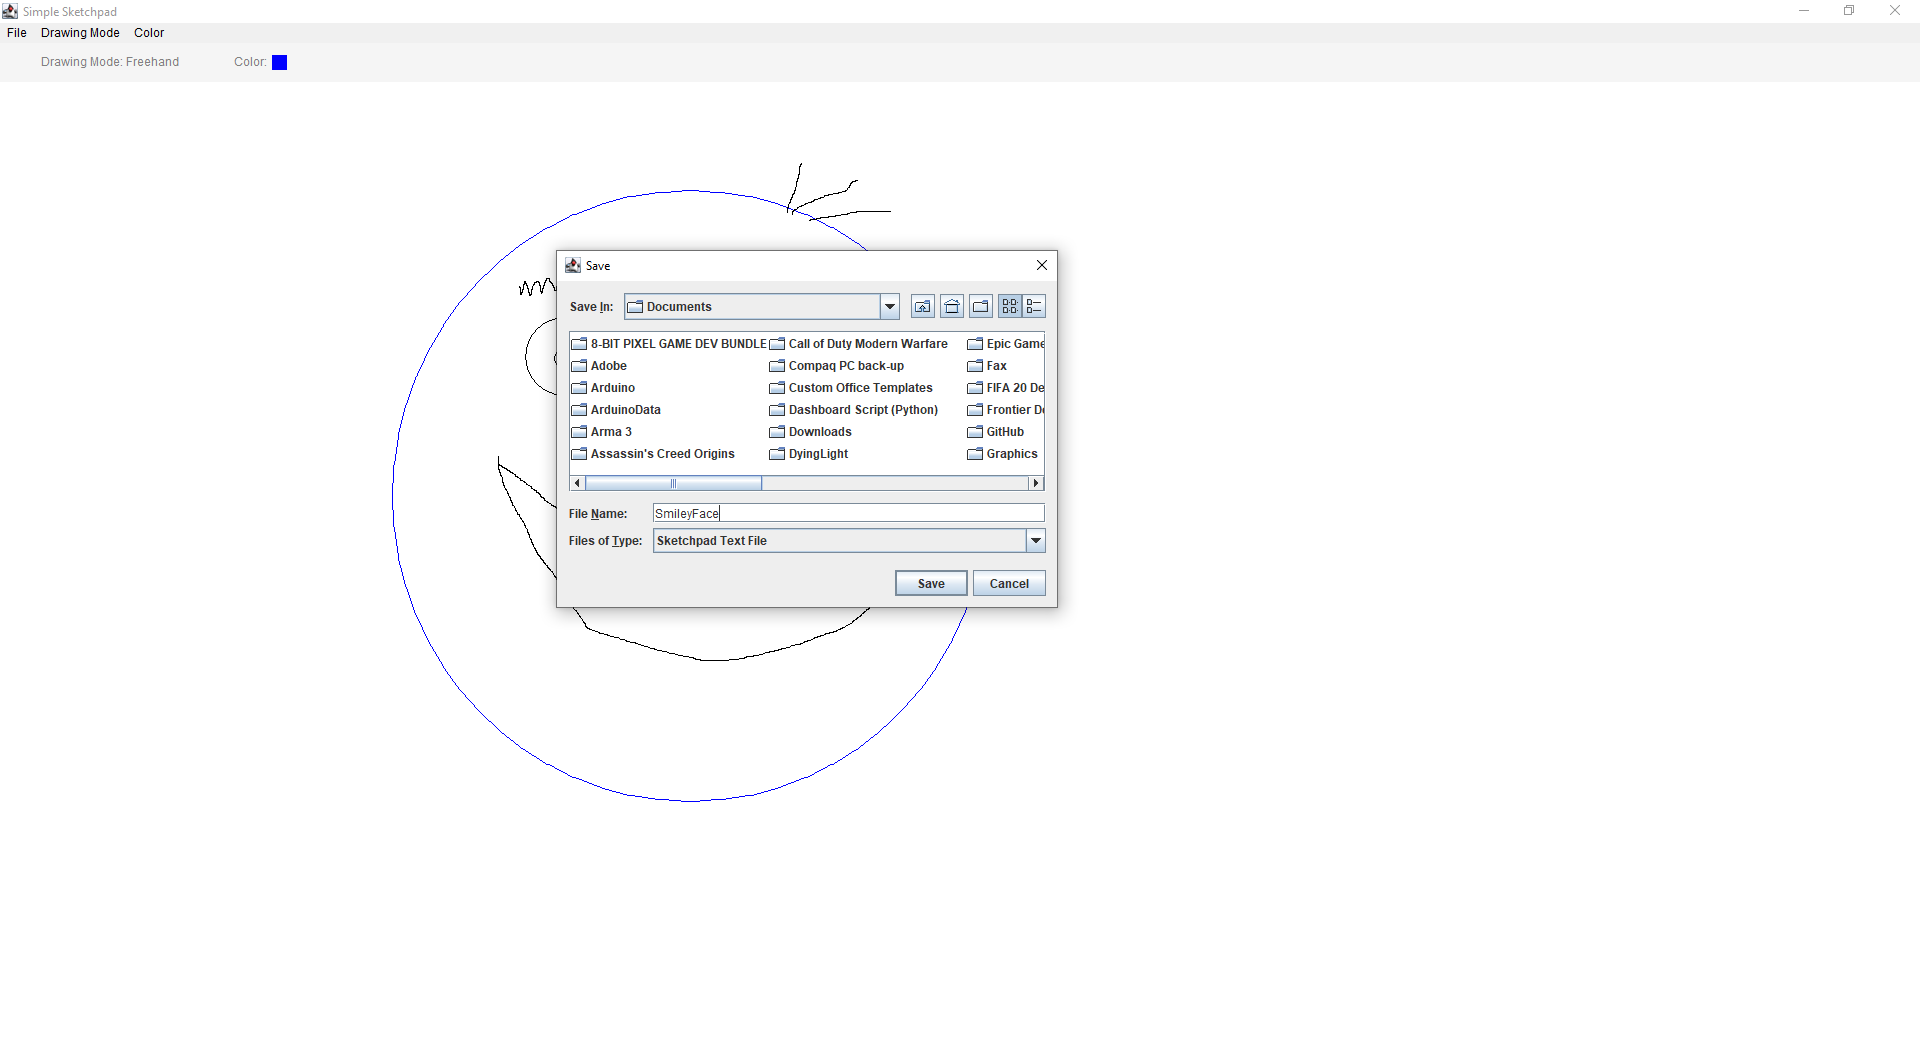 Simple Sketchpad
File Drawing Mode Color
Drawing Mode: Freehand Color:
Save
Save In: Documents
8-BIT PIXEL GAME DEV BUNDLE Call of Duty Modern Warfare Epic Game
Adobe Compaq PC back-up Fax
Arduino Custom Office Templates FIFA 20 De
ArduinoData Dashboard Script (Python) Frontier De
Arma 3 Downloads GitHub
Assassin's Creed Origins DyingLight Graphics
File Name: SmileyFace
Files of Type: Sketchpad Text File
Save Cancel